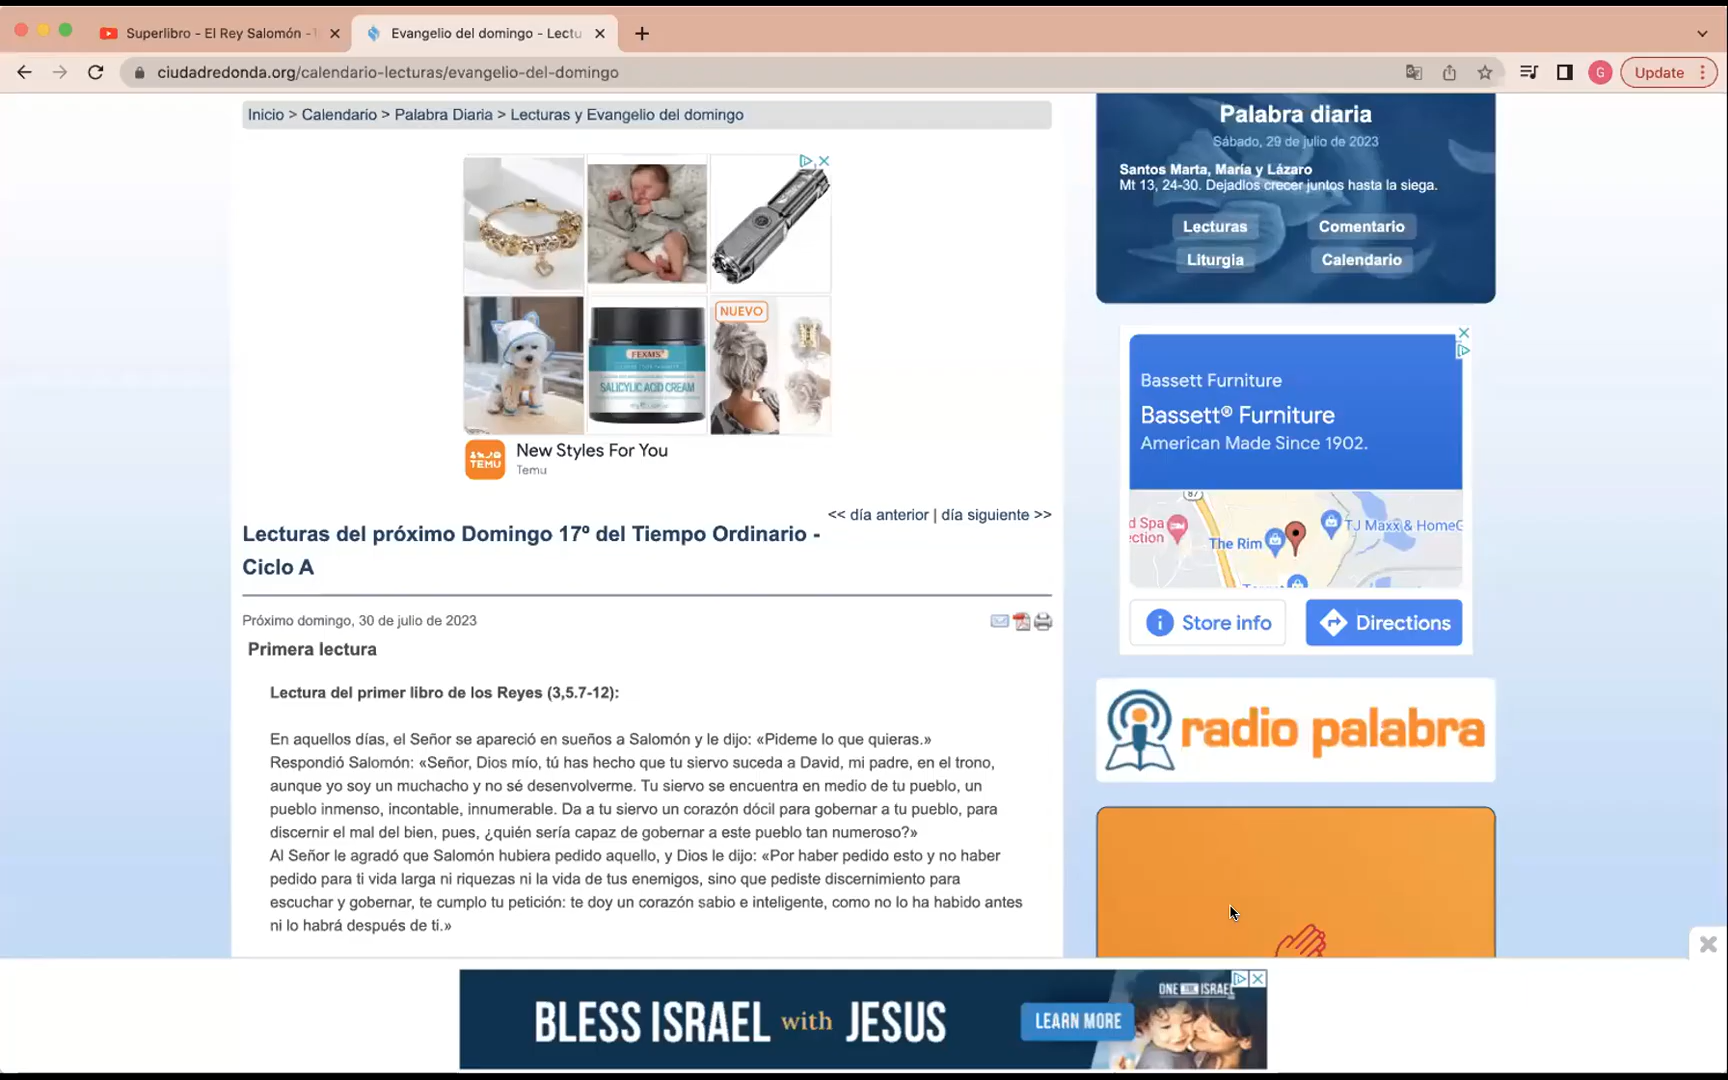 Superlibro - El Rey Salomón -
Evangelio del domingo - Lectu
ciudadredonda.org/calendario-lecturas/evangelio-del-domingo
G
Update
Inicio > Calendario > Palabra Diaria > Lecturas y Evangelio del domingo
NUEVO
FEXMS
SALICYLIC ACID CREAM
TEMU
New Styles For You
Temu
<< día anterior | día siguiente >>
Lecturas del próximo Domingo 17º del Tiempo Ordinario -
Ciclo A
Próximo domingo, 30 de julio de 2023
Primera lectura
Lectura del primer libro de los Reyes (3,5.7-12):
En aquellos días, el Señor se apareció en sueños a Salomón y le dijo: «Pideme lo que quieras.»
Respondió Salomón: «Señor, Dios mío, tú has hecho que tu siervo suceda a David, mi padre, en el trono,
aunque yo soy un muchacho y no sé desenvolverme. Tu siervo se encuentra en medio de tu pueblo, un
pueblo inmenso, incontable, innumerable. Da a tu siervo un corazón dócil para gobernar a tu pueblo, para
discernir el mal del bien, pues, ¿quién sería capaz de gobernar a este pueblo tan numeroso?»
Al Señor le agradó que Salomón hubiera pedido aquello, y Dios le dijo: «Por haber pedido esto y no haber
pedido para ti vida larga ni riquezas ni la vida de tus enemigos, sino que pediste discernimiento para
escuchar y gobernar, te cumplo tu petición: te doy un corazón sabio e inteligente, como no lo ha habido antes
ni lo habrá después de ti.»
Palabra diaria
Sábado, 29 de julio de 2023
Santos Marta, María y Lázaro
Mt 13, 24-30. Dejadlos crecer juntos hasta la siega.
Lecturas
Comentario
Liturgia
Calendario
Bassett Furniture
Bassett® Furniture
American Made Since 1902.
87
d Spa
ection
The Rim
TJ Maxx & HomeG
Store info
Directions
radio palabra
BLESS ISRAEL with JESUS
LEARN MORE
ONE FOR ISRAEL